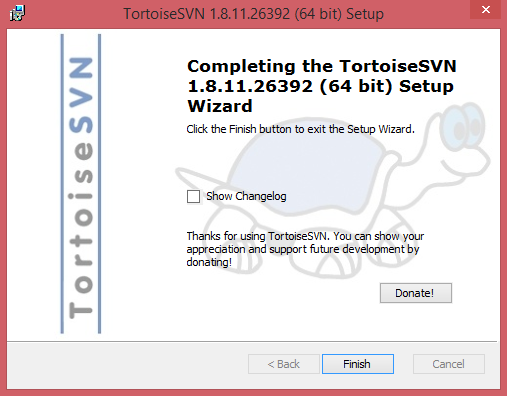 TortoiseSVN 1.8.11.26392 (64 bit) Setup
TortoiseSVN
Completing the TortoiseSVN
1.8.11.26392 (64 bit) Setup
Wizard
Click the Finish button to exit the Setup Wizard.
Show Changelog
Thanks for using TortoiseSVN. You can show your
appreciation and support future development by
donating!
Donate!
< Back
Finish
Cancel